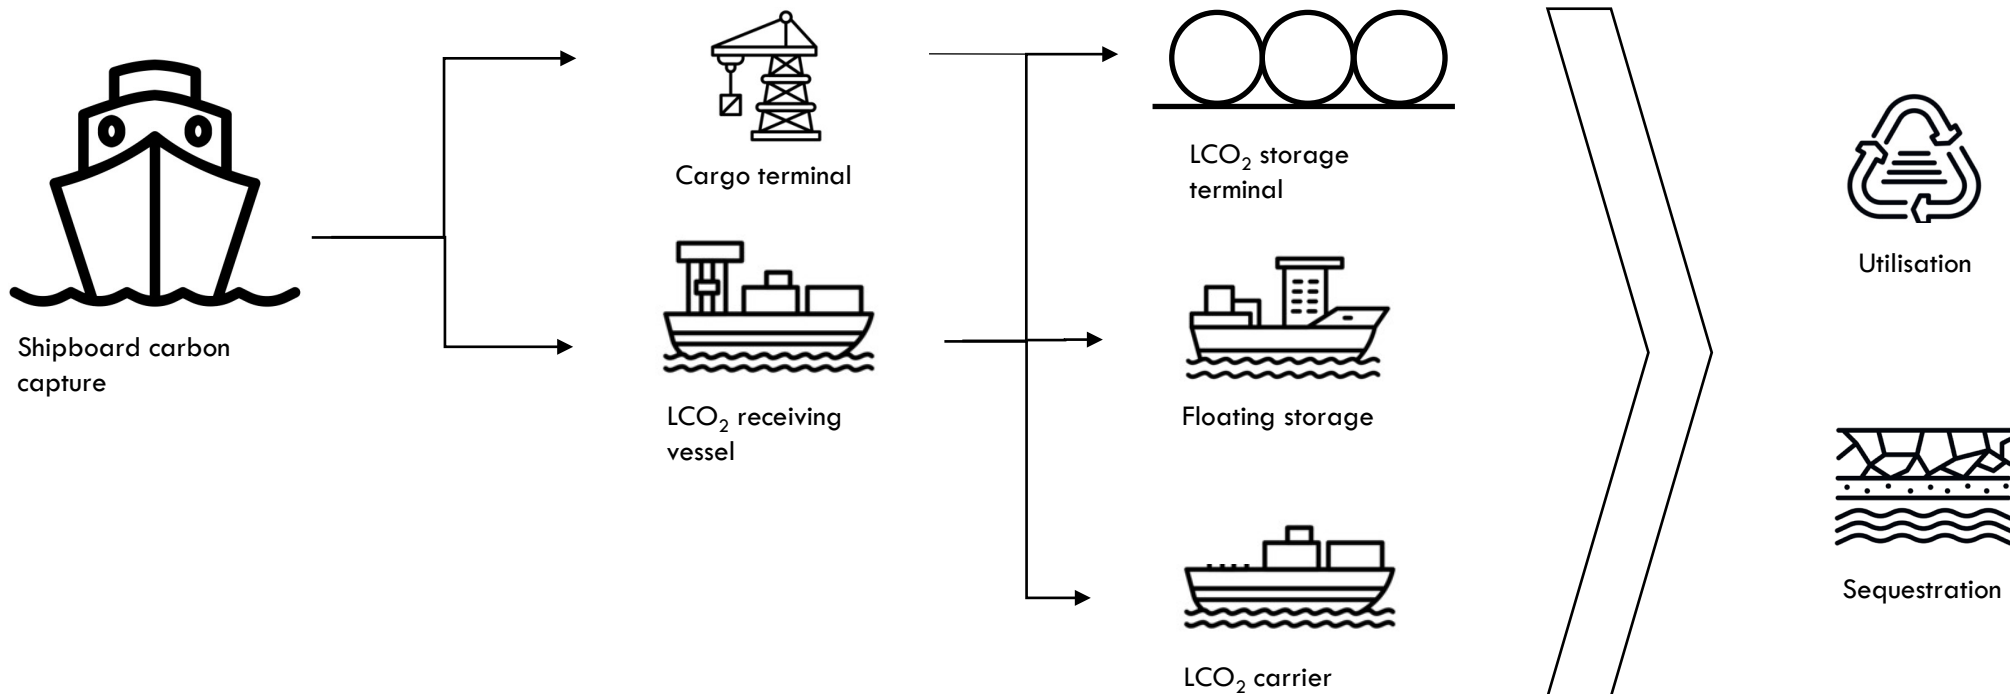 Shipboard carbon
capture
Cargo terminal
LCO₂ receiving
vessel
LCO₂ storage
terminal
Floating storage
LCO₂ carrier
Utilisation
Sequestration